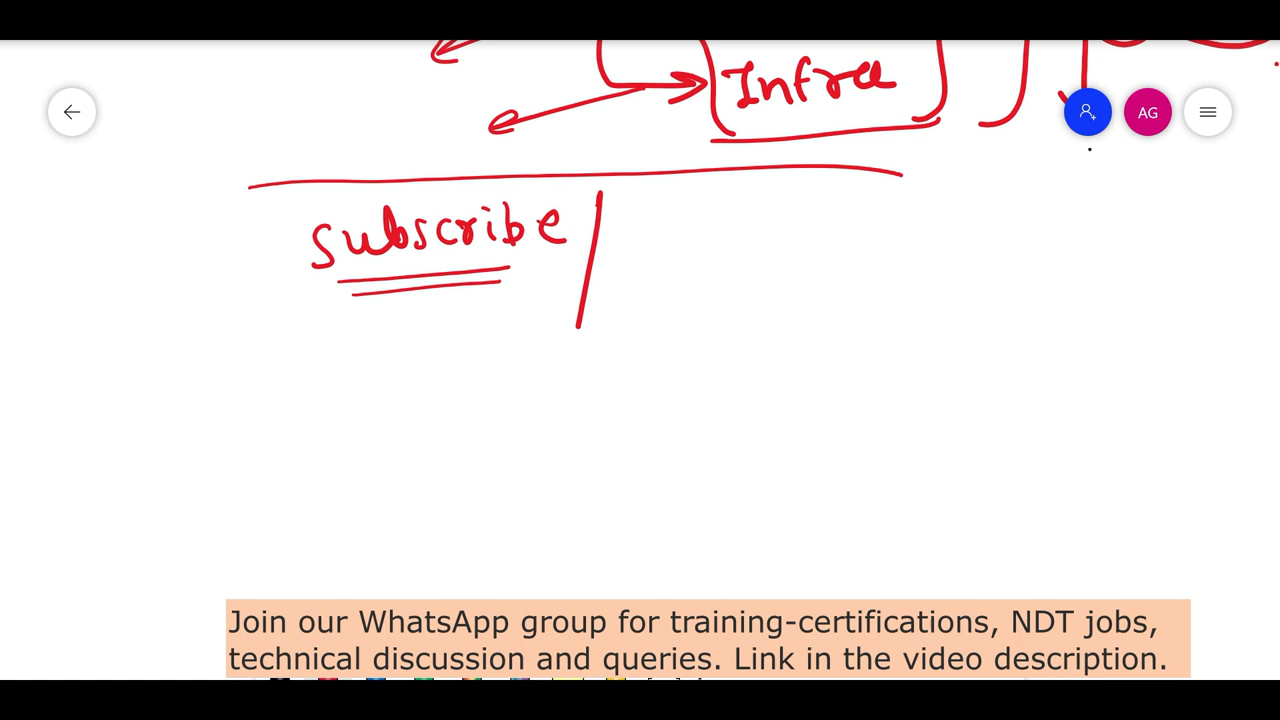 Infra
AG
Subscribe
Join our WhatsApp group for training-certifications, NDT jobs,
technical discussion and queries. Link in the video description.